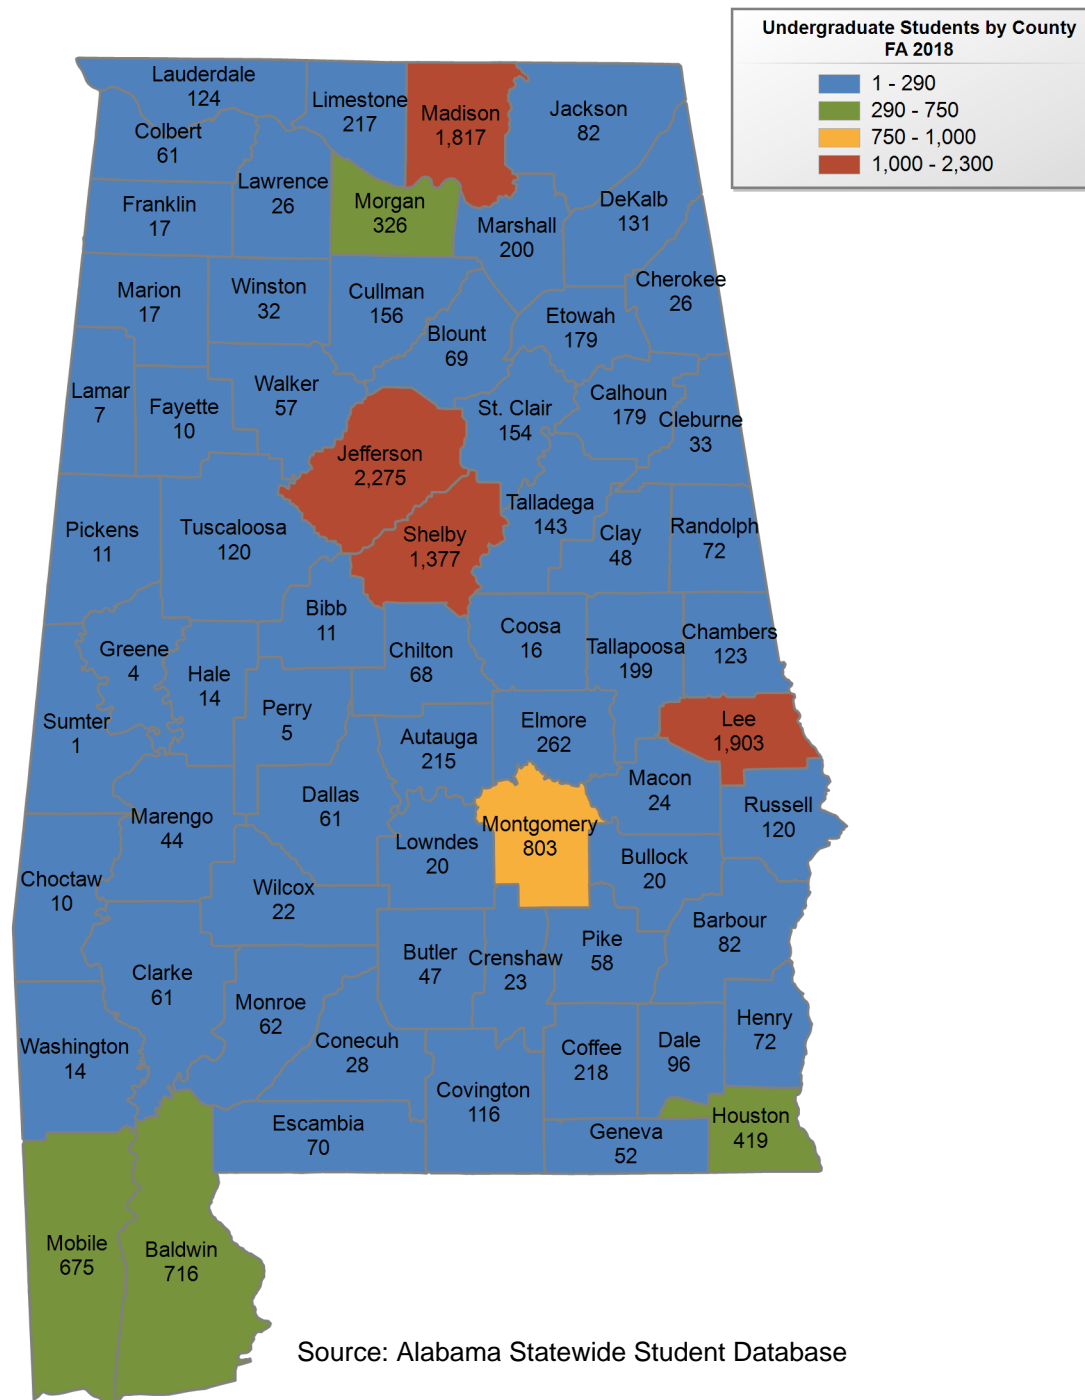 Undergraduate Students by County
FA 2018
1 - 290
290 - 750
750 - 1,000
1,000 - 2,300
Lauderdale
124
Limestone
217
Madison
1,817
Jackson
82
Colbert
61
Lawrence
26
Franklin
17
Morgan
326
Marshall
200
DeKalb
131
Cherokee
26
Marion
17
Winston
32
Cullman
156
Blount
69
Etowah
179
Lamar
7
Fayette
10
Walker
57
Jefferson
2,275
St. Clair
154
Calhoun
179
Cleburne
33
Pickens
11
Tuscaloosa
120
Shelby
1,377
Talladega
143
Clay
48
Randolph
72
Bibb
11
Greene
4
Hale
14
Chilton
68
Coosa
16
Tallapoosa
199
Chambers
123
Sumter
1
Perry
5
Autauga
215
Elmore
262
Lee
1,903
Marengo
44
Dallas
61
Lowndes
20
Montgomery
803
Macon
24
Russell
120
Bullock
20
Choctaw
10
Wilcox
22
Butler
47
Crenshaw
23
Pike
58
Barbour
82
Clarke
61
Monroe
62
Conecuh
28
Washington
14
Covington
116
Coffee
218
Dale
96
Henry
72
Escambia
70
Geneva
52
Houston
419
Mobile
675
Baldwin
716
Source: Alabama Statewide Student Database